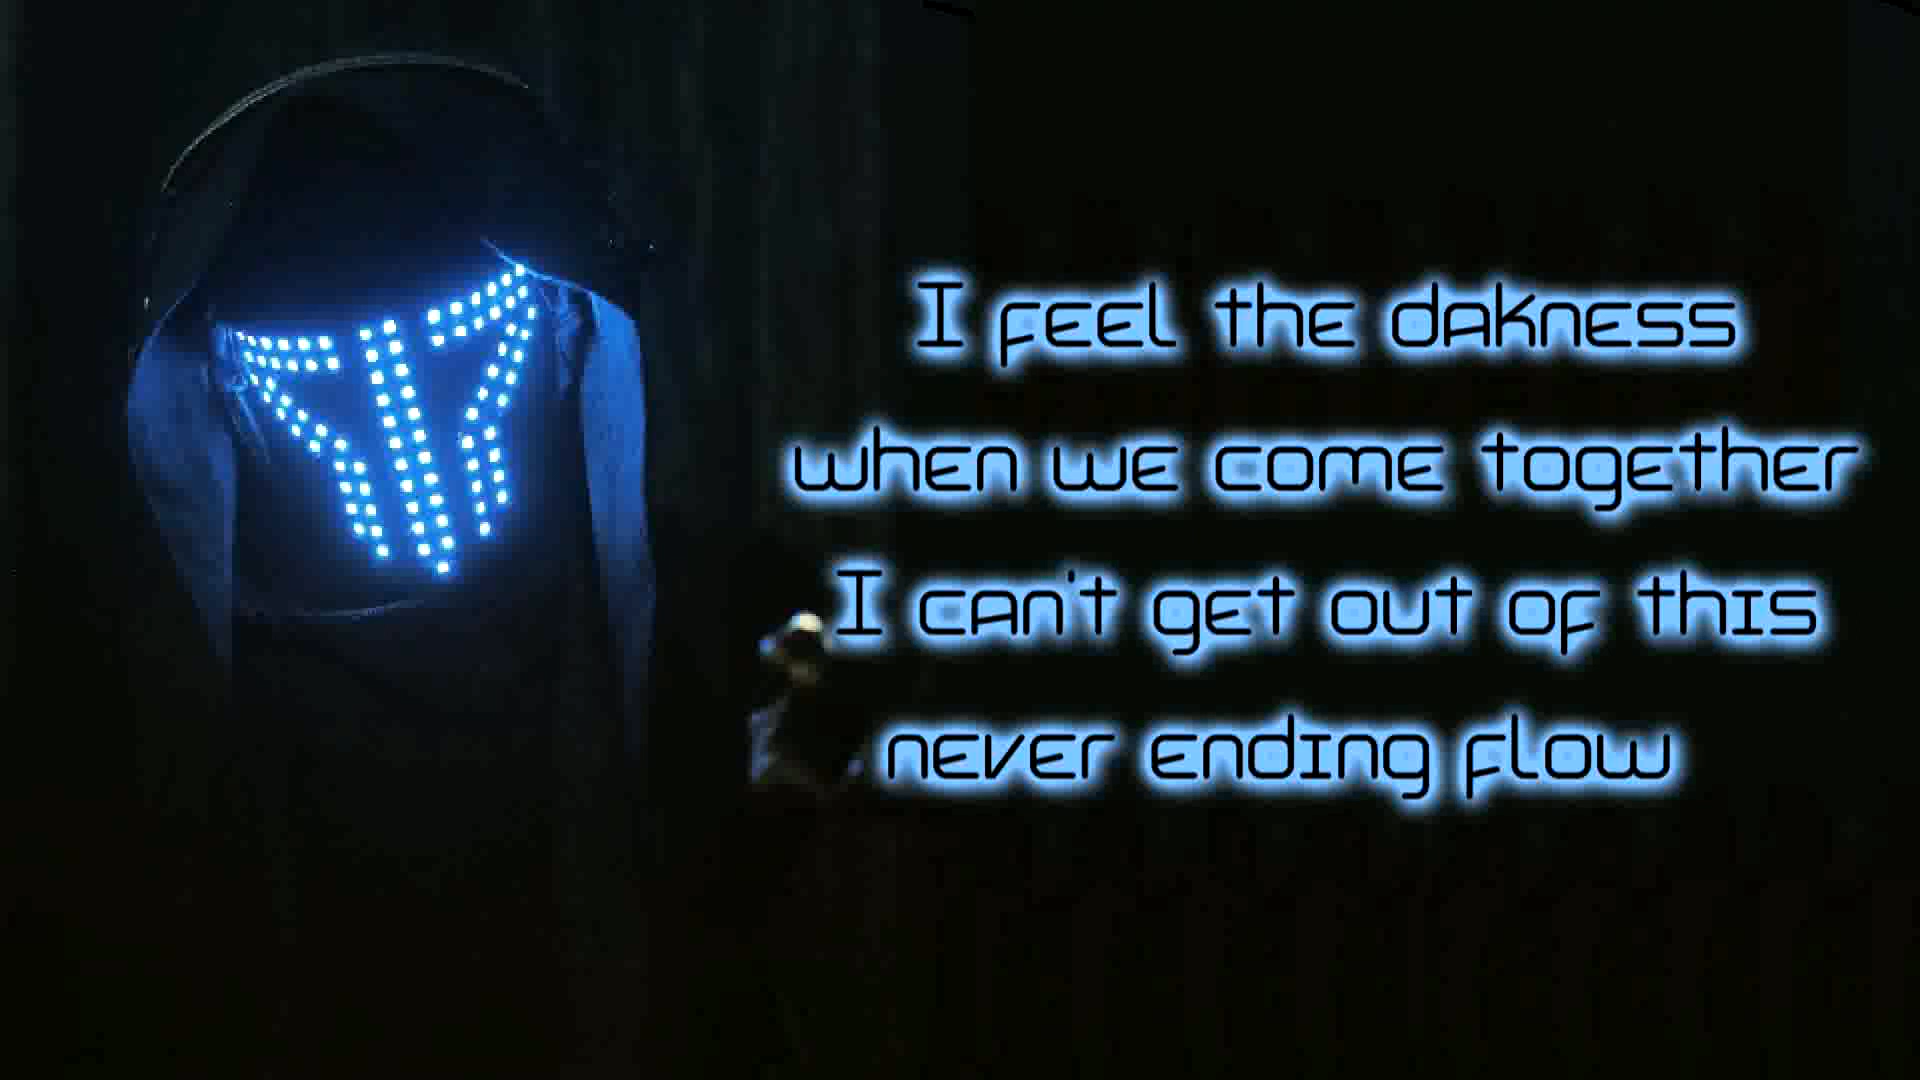 I feel the dakness
when we come together
I can't get out of this
never ending flow